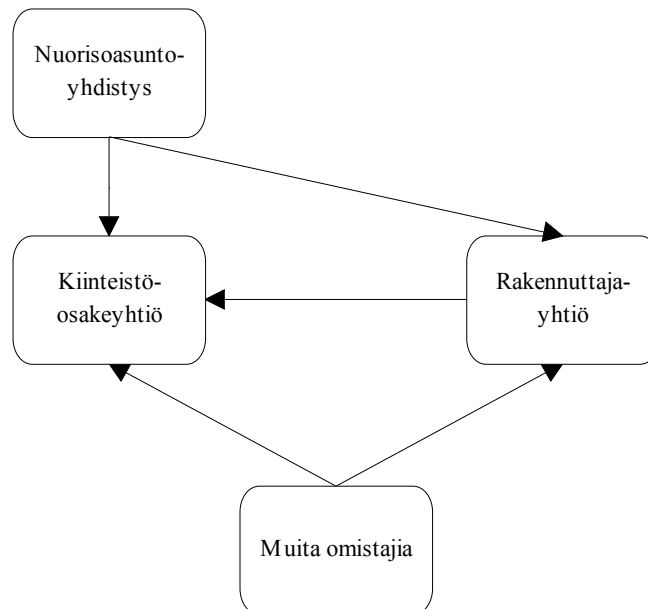 Nuorisoasunto-
yhdistys
Kiinteistö-
osakeyhtiö
Rakennuttaja-
yhtiö
Muita omistajia